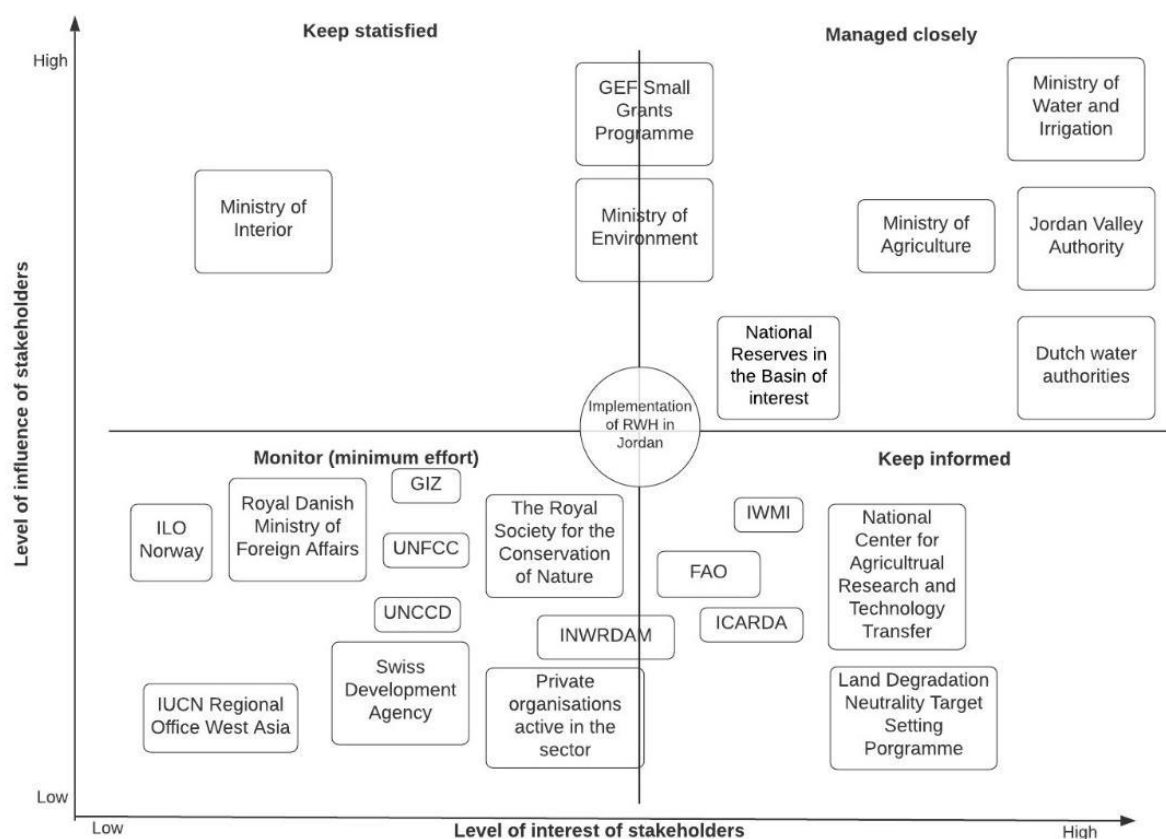 Keep statisfied
Managed closely
High
GEF Small
Grants
Programme
Ministry of
Water and
Irrigation
Ministry of
Interior
Ministry of
Environment
Ministry of
Agriculture
Jordan Valley
Authority
National
Reserves in
the Basin of
interest
Dutch water
authorities
Level of influence of stakeholders
Implementation
of RWH in
Jordan
Monitor (minimum effort)
Keep informed
ILO
Norway
Royal Danish
Ministry of
Foreign Affairs
GIZ
UNFCC
UNCCD
The Royal
Society for the
Conservation
of Nature
IWMI
FAO
ICARDA
National
Center for
Agricultrual
Research and
Technology
Transfer
INWRDAM
IUCN Regional
Office West Asia
Swiss
Development
Agency
Private
organisations
active in the
sector
Land Degradation
Neutrality Target
Setting
Porgramme
Low
Low
Level of interest of stakeholders
High